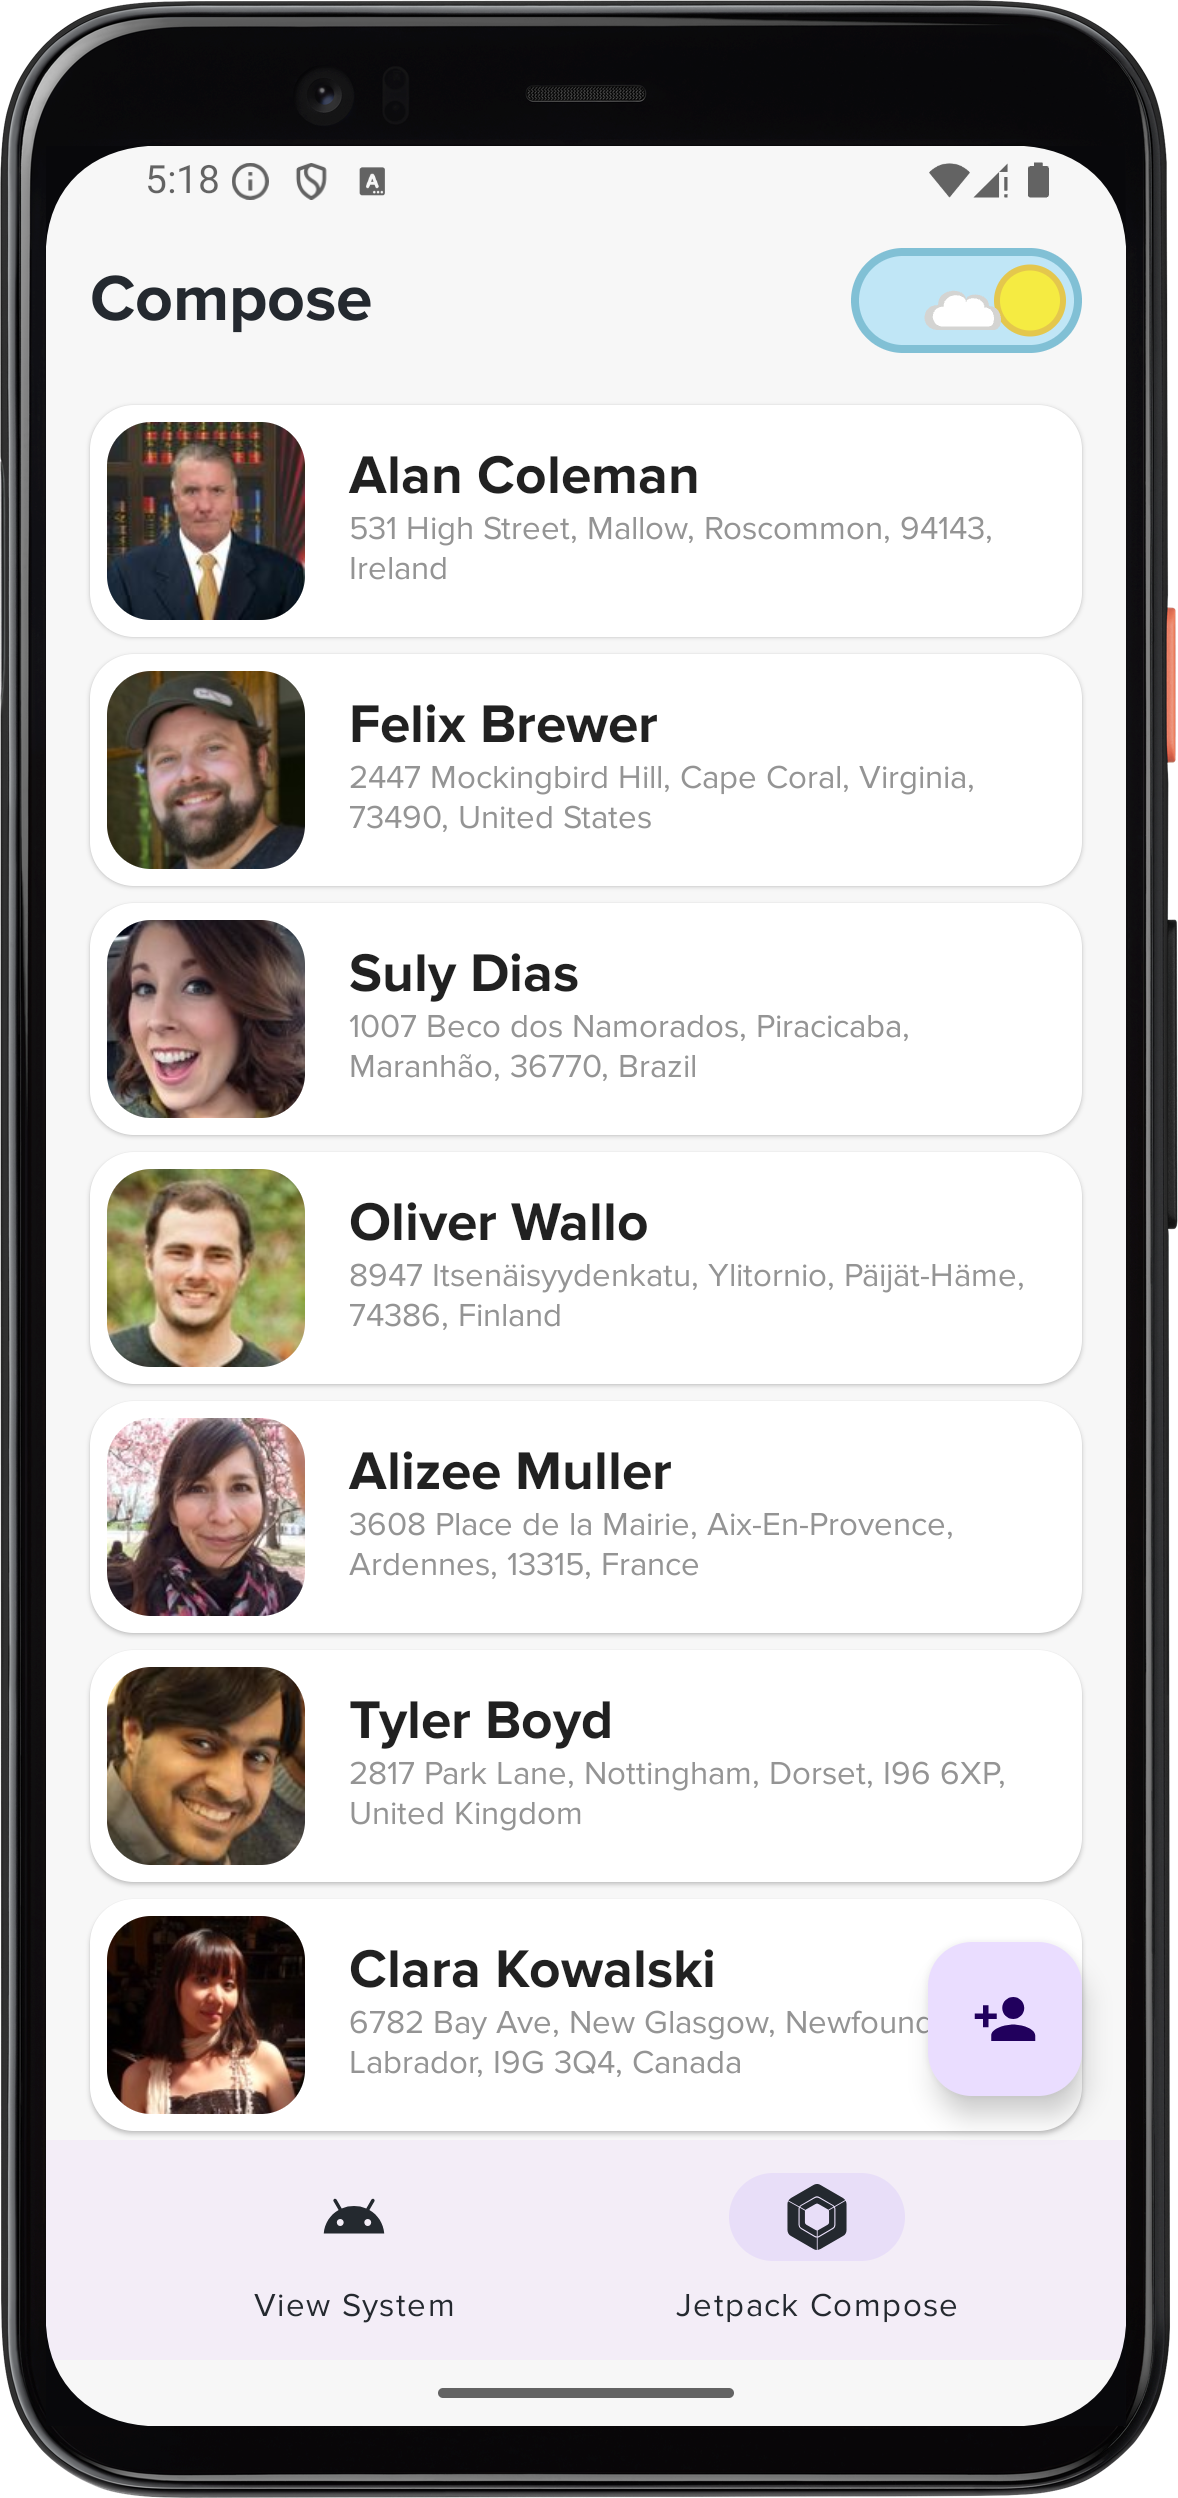 5:18
Compose
Alan Coleman
531 High Street, Mallow, Roscommon, 94143,
Ireland
Felix Brewer
2447 Mockingbird Hill, Cape Coral, Virginia,
73490, United States
Suly Dias
1007 Beco dos Namorados, Piracicaba,
Maranhão, 36770, Brazil
Oliver Wallo
8947 Itsenäisyydenkatu, Ylitornio, Päijät-Häme,
74386, Finland
Alizee Muller
3608 Place de la Mairie, Aix-En-Provence,
Ardennes, 13315, France
Tyler Boyd
2817 Park Lane, Nottingham, Dorset, I96 6XP,
United Kingdom
Clara Kowalski
6782 Bay Ave, New Glasgow,
Labrador, I9G 3Q4, Canada
View System
Jetpack Compose